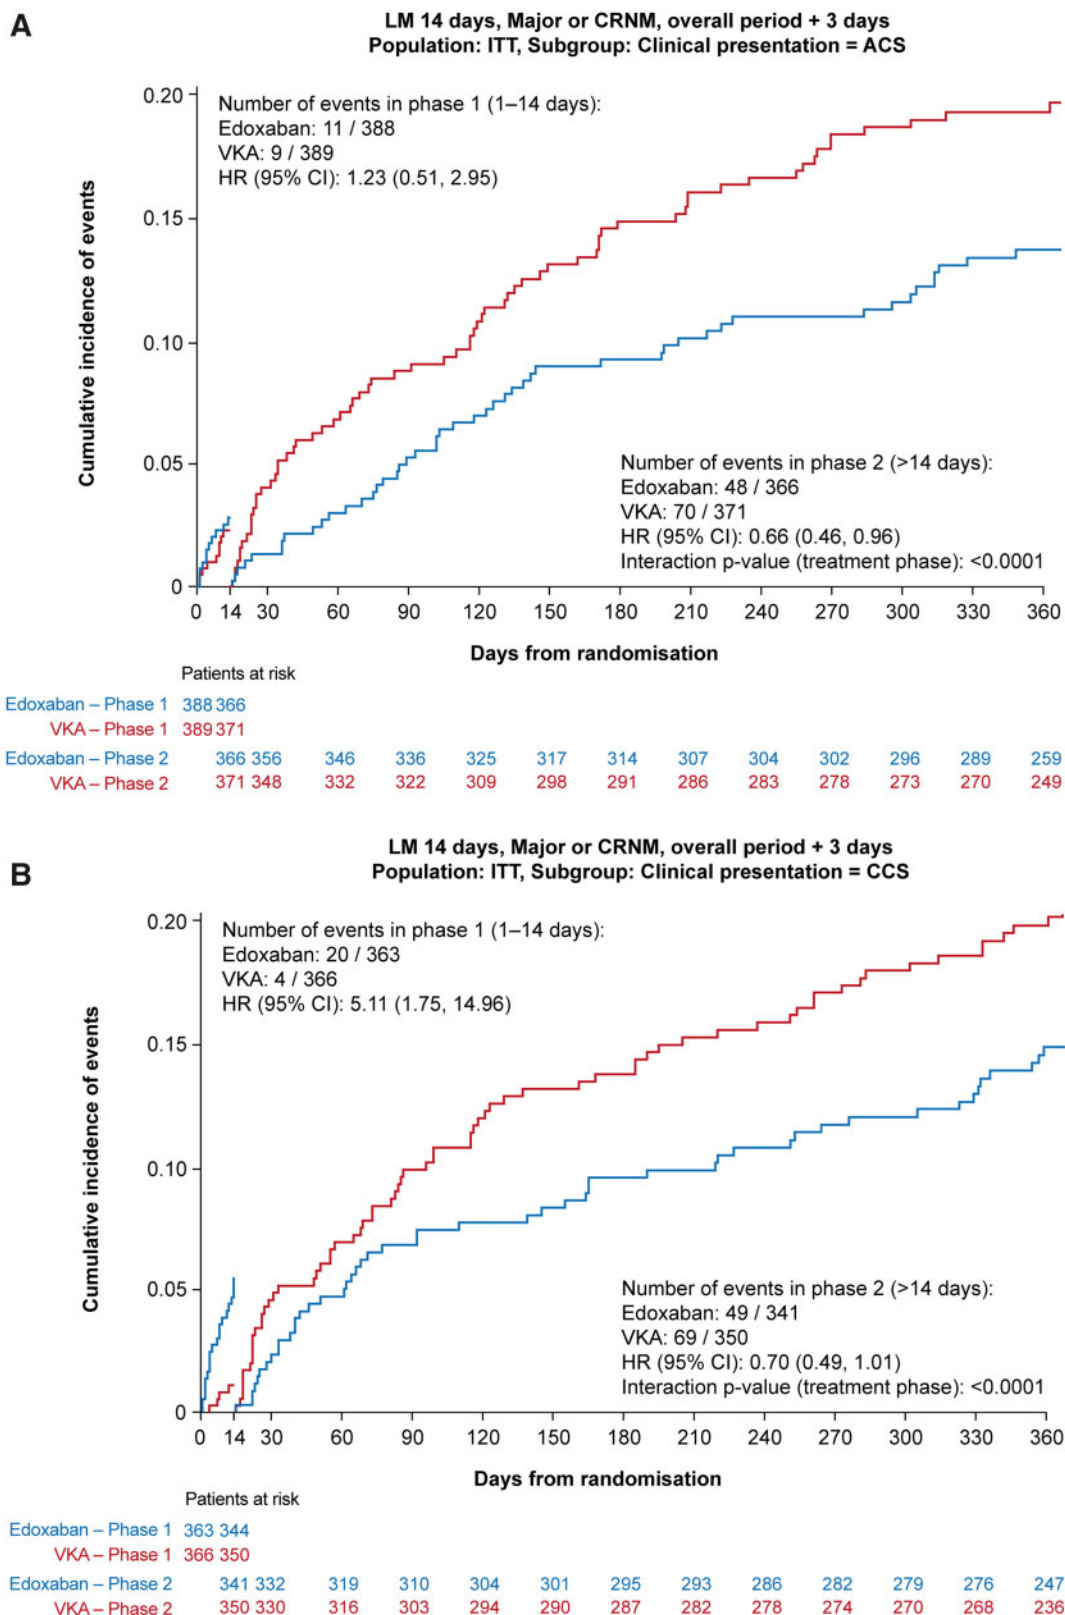 A
LM 14 days, Major or CRNM, overall period + 3 days
Population: ITT, Subgroup: Clinical presentation = ACS
Number of events in phase 1 (1–14 days):
Edoxaban: 11 / 388
VKA: 9 / 389
HR (95% CI): 1.23 (0.51, 2.95)
Cumulative incidence of events
0.20
0.15
0.10
0.05
0
Number of events in phase 2 (>14 days):
Edoxaban: 48 / 366
VKA: 70 / 371
HR (95% CI): 0.66 (0.46, 0.96)
Interaction p-value (treatment phase): <0.0001
0 14 30 60 90 120 150 180 210 240 270 300 330 360
Days from randomisation
Patients at risk
Edoxaban – Phase 1 388 366
VKA – Phase 1 389 371
Edoxaban – Phase 2 366 356 346 336 325 317 314 307 304 302 296 289 259
VKA – Phase 2 371 348 332 322 309 298 291 286 283 278 273 270 249
B
LM 14 days, Major or CRNM, overall period + 3 days
Population: ITT, Subgroup: Clinical presentation = CCS
Number of events in phase 1 (1–14 days):
Edoxaban: 20 / 363
VKA: 4 / 366
HR (95% CI): 5.11 (1.75, 14.96)
Cumulative incidence of events
0.20
0.15
0.10
0.05
0
Number of events in phase 2 (>14 days):
Edoxaban: 49 / 341
VKA: 69 / 350
HR (95% CI): 0.70 (0.49, 1.01)
Interaction p-value (treatment phase): <0.0001
0 14 30 60 90 120 150 180 210 240 270 300 330 360
Days from randomisation
Patients at risk
Edoxaban – Phase 1 363 344
VKA – Phase 1 366 350
Edoxaban – Phase 2 341 332 319 310 304 301 295 293 286 282 279 276 247
VKA – Phase 2 350 330 316 303 294 290 287 282 278 274 270 268 236